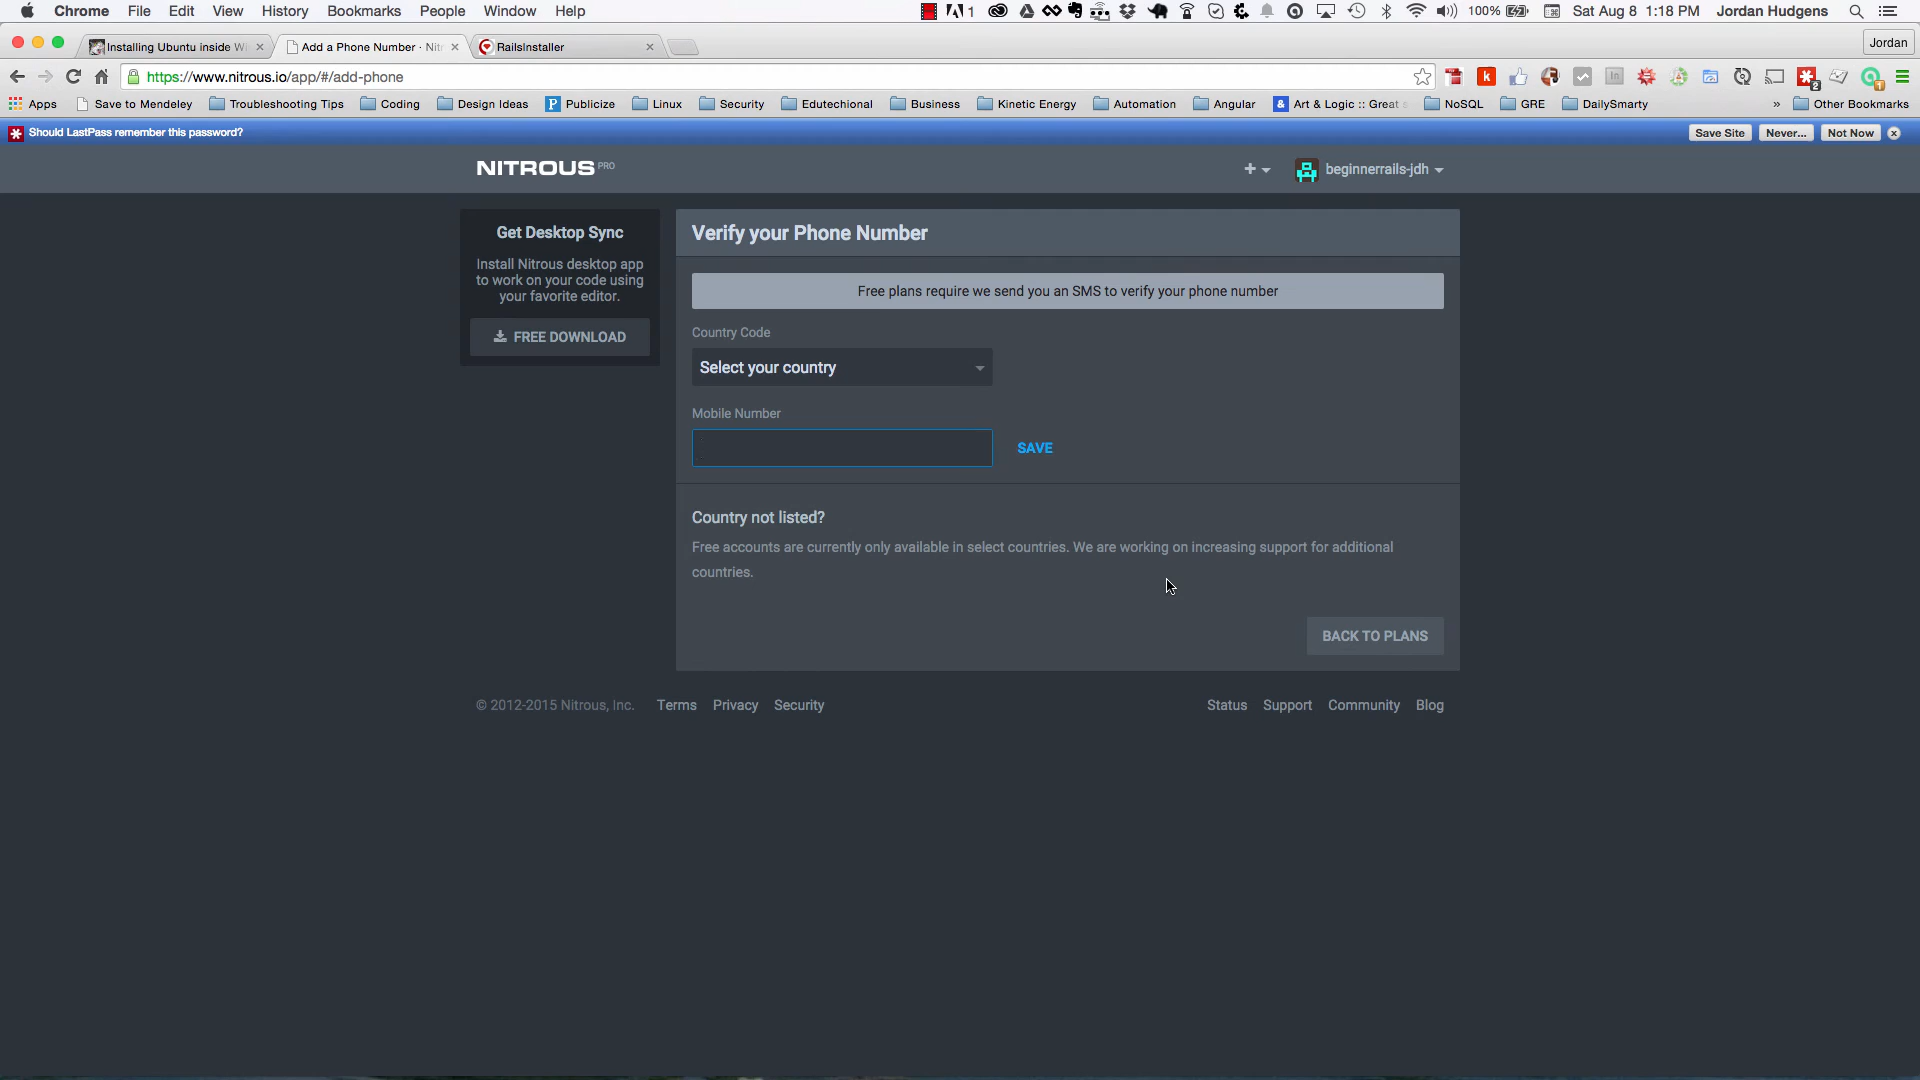 Chrome File Edit View History Bookmarks People Window Help 1 100% Sat Aug 8 1:18 PM Jordan Hudgens
Installing Ubuntu inside Wi Add a Phone Number · Nitr RailsInstaller Jordan
https://www.nitrous.io/app/#/add-phone
Apps Save to Mendeley Troubleshooting Tips Coding Design Ideas Publicize Linux Security Edutechional Business Kinetic Energy Automation Angular Art & Logic :: Great s NoSQL GRE DailySmarty » Other Bookmarks
Should LastPass remember this password? Save Site Never... Not Now
NITROUS PRO + beginnerrails-jdh
Get Desktop Sync
Install Nitrous desktop app
to work on your code using
your favorite editor.
FREE DOWNLOAD
Verify your Phone Number
Free plans require we send you an SMS to verify your phone number
Country Code
Select your country
Mobile Number
SAVE
Country not listed?
Free accounts are currently only available in select countries. We are working on increasing support for additional
countries.
BACK TO PLANS
© 2012-2015 Nitrous, Inc. Terms Privacy Security Status Support Community Blog